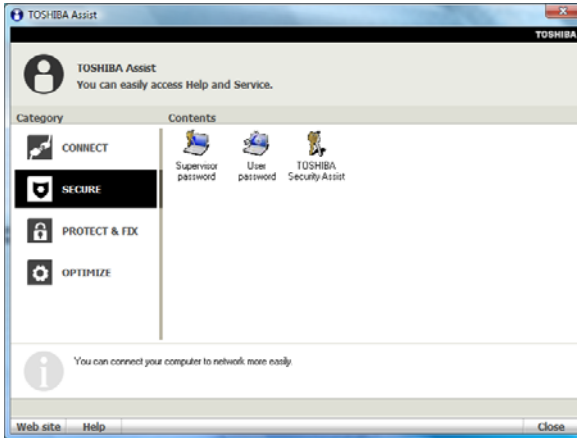 TOSHIBA Assist
TOSHIBA
TOSHIBA Assist
You can easily access Help and Service.
Category
Contents
CONNECT
SECURE
PROTECT & FIX
OPTIMIZE
Supervisor
password
User
password
TOSHIBA
Security Assist
You can connect your computer to network more easily.
Web site
Help
Close